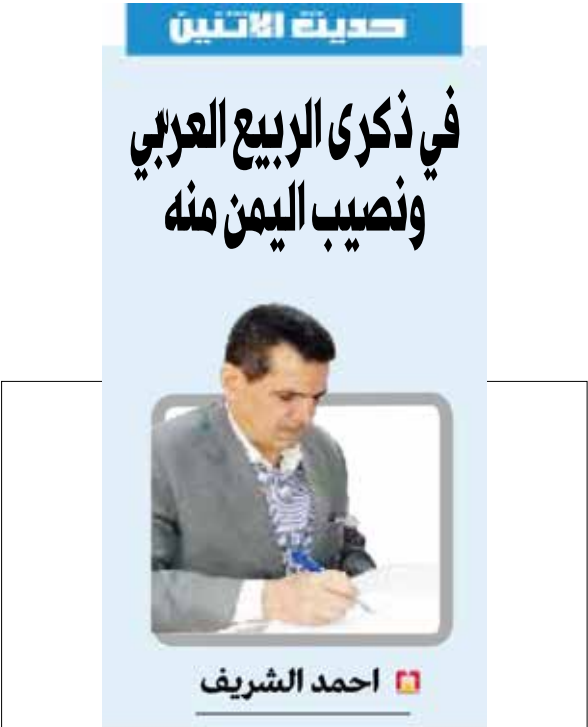 حديث الاثنين
في ذكرى الربيع العربي
ونصيب اليمن منه
احمد الشريف